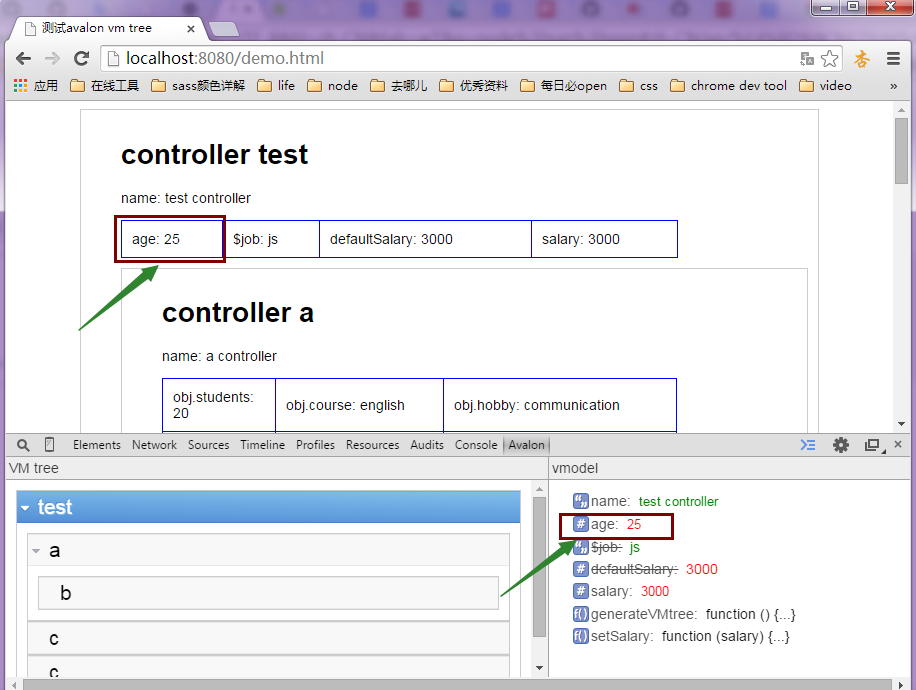 测试avalon vm tree
localhost:8080/demo.html
应用 在线工具 sass颜色详解 life node 去哪儿 优秀资料 每日必open css chrome dev tool video »
controller test
name: test controller
age: 25 $job: js defaultSalary: 3000 salary: 3000
controller a
name: a controller
obj.students: 20 obj.course: english obj.hobby: communication
Elements Network Sources Timeline Profiles Resources Audits Console Avalon
VM tree
vmodel
test
a
b
c
c
name: test controller
age: 25
$job: js
defaultSalary: 3000
salary: 3000
generateVMtree: function () {...}
setSalary: function (salary) {...}